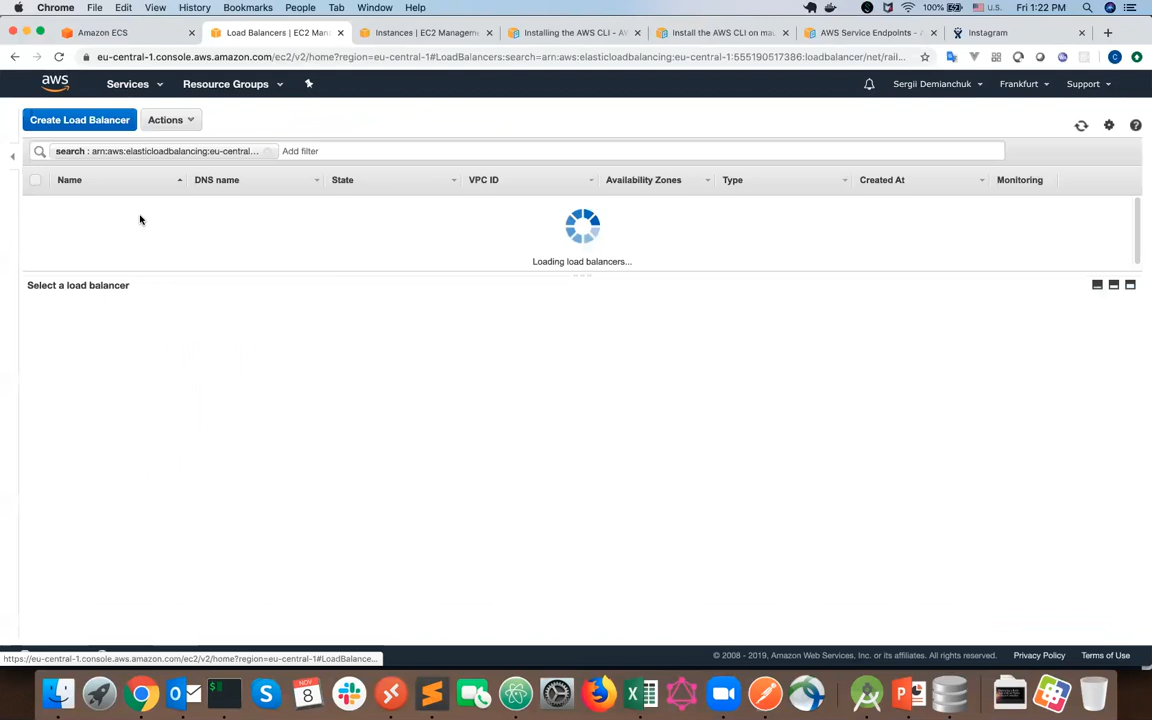 Chrome File Edit View History Bookmarks People Tab Window Help
100% U.S. Fri 1:22 PM
Amazon ECS
Load Balancers | EC2 Man
Instances | EC2 Manageme
Installing the AWS CLI - AW
Install the AWS CLI on mac
AWS Service Endpoints - A
Instagram
eu-central-1.console.aws.amazon.com/ec2/v2/home?region=eu-central-1#LoadBalancers:search=arn:aws:elasticloadbalancing:eu-central-1:555190517386:loadbalancer/net/rail...
aws Services Resource Groups Sergii Demianchuk Frankfurt Support
Create Load Balancer Actions
search : arn:aws:elasticloadbalancing:eu-central... Add filter
Name DNS name State VPC ID Availability Zones Type Created At Monitoring
Loading load balancers...
Select a load balancer
https://eu-central-1.console.aws.amazon.com/ec2/v2/home?region=eu-central-1#LoadBalance...
© 2008 - 2019, Amazon Web Services, Inc. or its affiliates. All rights reserved. Privacy Policy Terms of Use
NOV
8